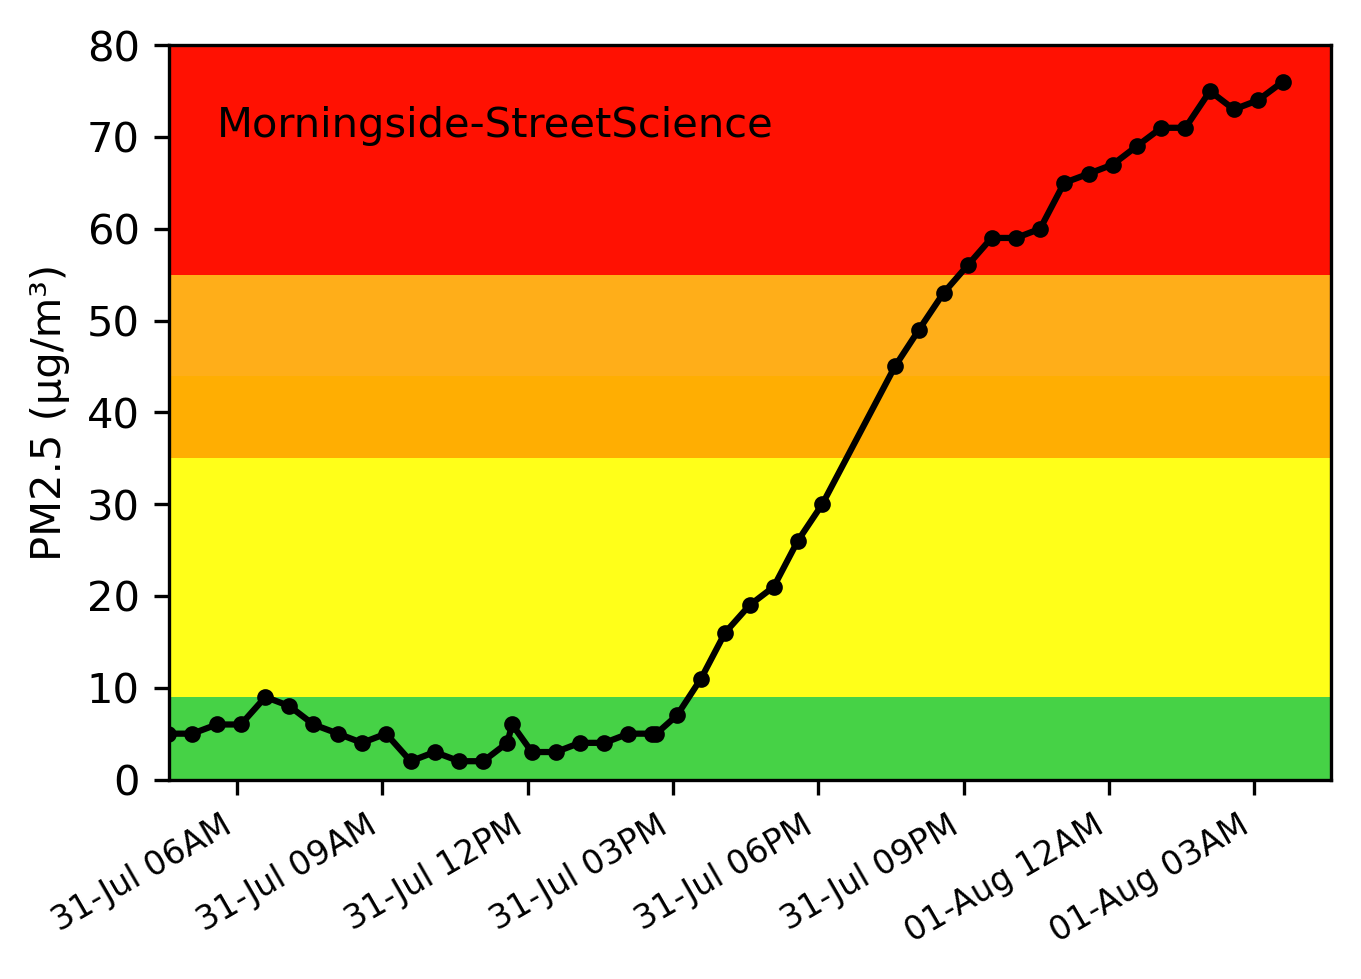 80
Morningside-StreetScience
70
60
50
40
30
20
10
0
PM2.5 (µg/m³)
31-Jul 06AM
31-Jul 09AM
31-Jul 12PM
31-Jul 03PM
31-Jul 06PM
31-Jul 09PM
01-Aug 12AM
01-Aug 03AM